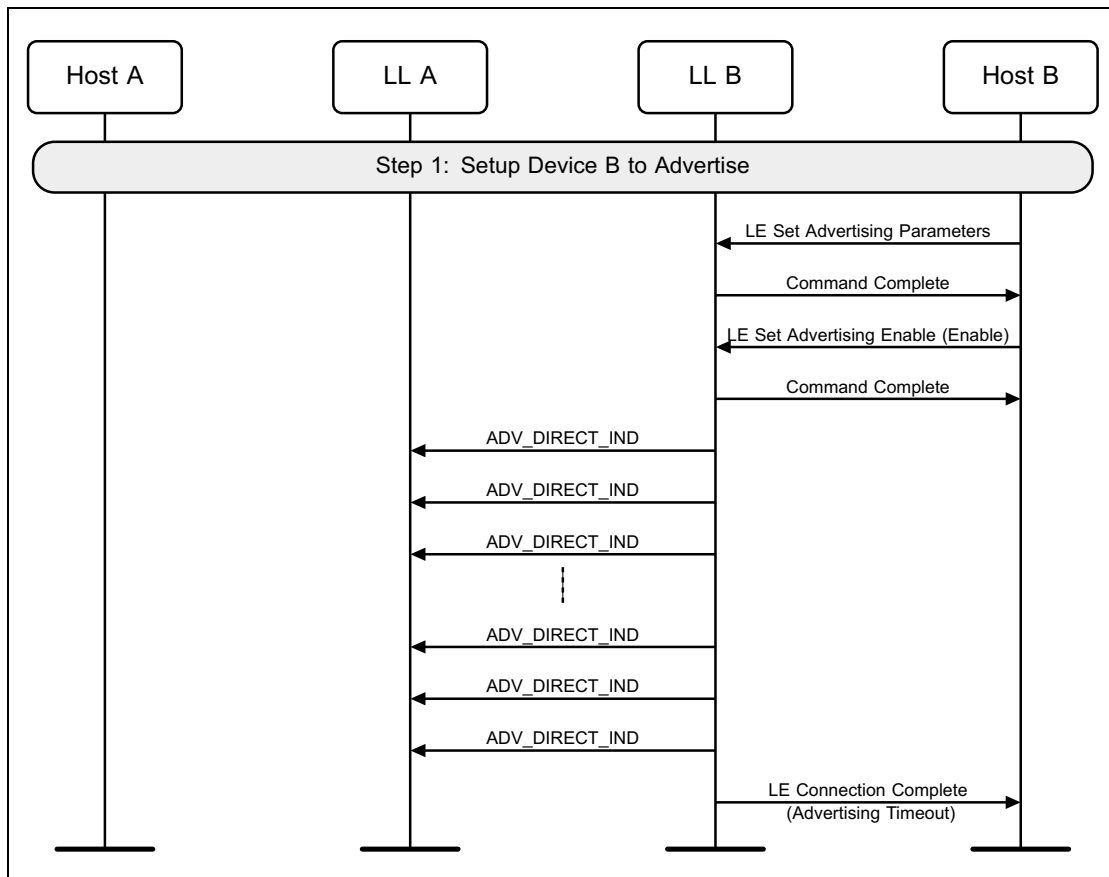 Host A
LL A
LL B
Host B
Step 1: Setup Device B to Advertise
LE Set Advertising Parameters
Command Complete
LE Set Advertising Enable (Enable)
Command Complete
ADV_DIRECT_IND
ADV_DIRECT_IND
ADV_DIRECT_IND
ADV_DIRECT_IND
ADV_DIRECT_IND
ADV_DIRECT_IND
LE Connection Complete
(Advertising Timeout)